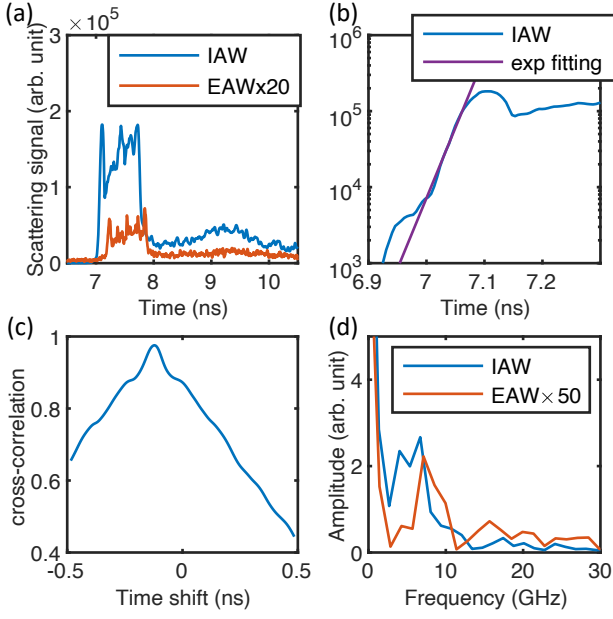 (a)
Scattering signal (arb. unit)
3
2
1
0
× 10^5
IAW
EAWx20
7
8
9
10
Time (ns)
(b)
10^6
10^5
10^4
10^3
IAW
exp fitting
6.9
7
7.1
7.2
Time (ns)
(c)
cross-correlation
1
0.8
0.6
0.4
-0.5
0
0.5
Time shift (ns)
(d)
Amplitude (arb. unit)
4
2
0
IAW
EAW×50
0
10
20
30
Frequency (GHz)